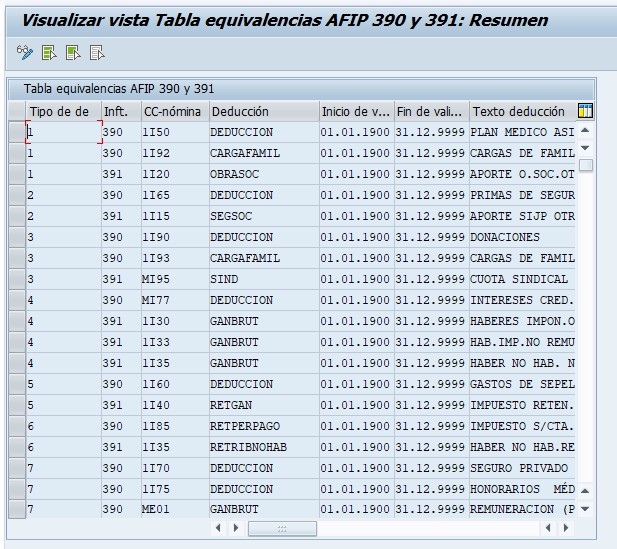 Visualizar vista Tabla equivalencias AFIP 390 y 391: Resumen
Tabla equivalencias AFIP 390 y 391
Tipo de de Inft. CC-nómina Deducción Inicio de v... Fin de vali... Texto deducción
1 390 1I50 DEDUCCION 01.01.1900 31.12.9999 PLAN MEDICO ASI
1 390 1I92 CARGAFAMIL 01.01.1900 31.12.9999 CARGAS DE FAMIL
1 391 1I20 OBRASOC 01.01.1900 31.12.9999 APORTE O.SOC.OT
2 390 1I65 DEDUCCION 01.01.1900 31.12.9999 PRIMAS DE SEGUR
2 391 1I15 SEGSOC 01.01.1900 31.12.9999 APORTE SIJP OTR
3 390 1I90 DEDUCCION 01.01.1900 31.12.9999 DONACIONES
3 390 1I93 CARGAFAMIL 01.01.1900 31.12.9999 CARGAS DE FAMIL
3 391 MI95 SIND 01.01.1900 31.12.9999 CUOTA SINDICAL
4 390 MI77 DEDUCCION 01.01.1900 31.12.9999 INTERESES CRED.
4 391 1I30 GANBRUT 01.01.1900 31.12.9999 HABERES IMPON.O
4 391 1I33 GANBRUT 01.01.1900 31.12.9999 HAB.IMP.NO REMU
4 391 1I35 GANBRUT 01.01.1900 31.12.9999 HABER NO HAB. N
5 390 1I60 DEDUCCION 01.01.1900 31.12.9999 GASTOS DE SEPEL
5 391 1I40 RETGAN 01.01.1900 31.12.9999 IMPUESTO RETEN.
6 390 1I85 RETPERPAGO 01.01.1900 31.12.9999 IMPUESTO S/CTA.
6 391 1I35 RETRIBNOHAB 01.01.1900 31.12.9999 HABER NO HAB.RE
7 390 1I70 DEDUCCION 01.01.1900 31.12.9999 SEGURO PRIVADO
7 390 1I75 DEDUCCION 01.01.1900 31.12.9999 HONORARIOS MÉD
7 390 ME01 GANBRUT 01.01.1900 31.12.9999 REMUNERACION (P